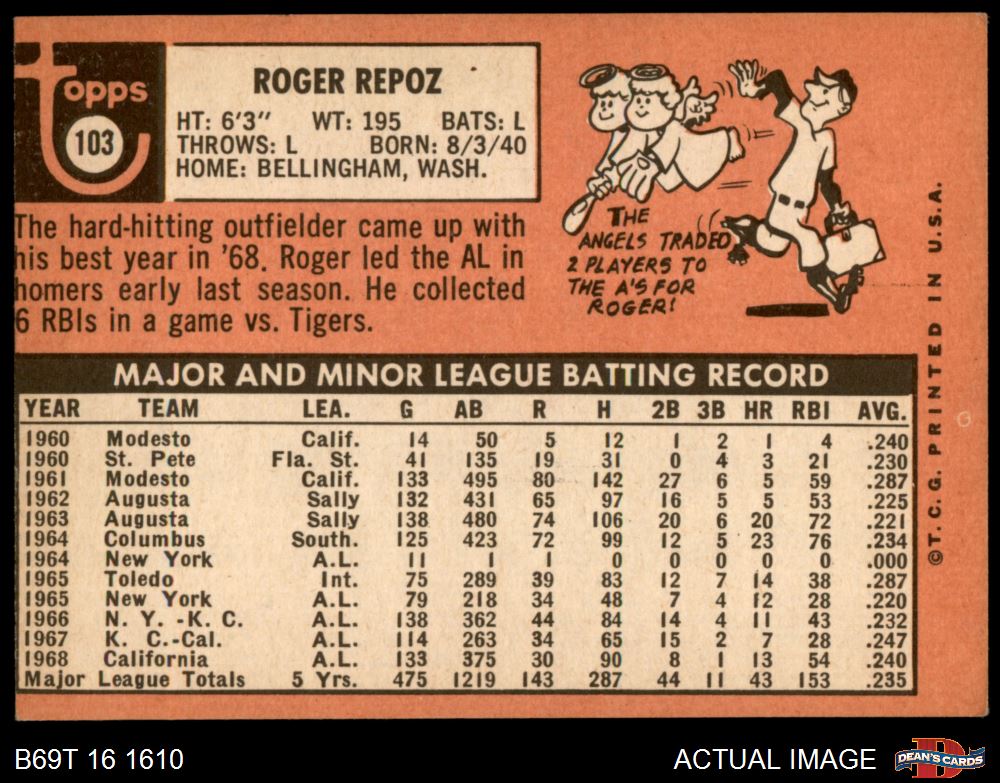 Topps
103
ROGER REPOZ
HT: 6'3" WT: 195 BATS: L
THROWS: L BORN: 8/3/40
HOME: BELLINGHAM, WASH.
The hard-hitting outfielder came up with
his best year in '68. Roger led the AL in
homers early last season. He collected
6 RBIs in a game vs. Tigers.
THE
ANGELS TRADED
2 PLAYERS TO
THE A'S FOR
ROGER!
MAJOR AND MINOR LEAGUE BATTING RECORD
YEAR TEAM LEA. G AB R H 2B 3B HR RBI AVG.
1960 Modesto Calif. 14 50 5 12 1 2 1 4 .240
1960 St. Pete Fla. St. 41 135 19 31 0 4 3 21 .230
1961 Modesto Calif. 133 495 80 142 27 6 5 59 .287
1962 Augusta Sally 132 431 65 97 16 5 5 53 .225
1963 Augusta Sally 138 480 74 106 20 6 20 72 .221
1964 Columbus South. 125 423 72 99 12 5 23 76 .234
1964 New York A.L. 11 1 1 0 0 0 0 0 .000
1965 Toledo Int. 75 289 39 83 12 7 14 38 .287
1965 New York A.L. 79 218 34 48 7 4 12 28 .220
1966 N. Y. -K. C. A.L. 138 362 44 84 14 4 11 43 .232
1967 K. C.-Cal. A.L. 114 263 34 65 15 2 7 28 .247
1968 California A.L. 133 375 30 90 8 1 13 54 .240
Major League Totals 5 Yrs. 475 1219 143 287 44 11 43 153 .235
©T. C. G. PRINTED IN U.S.A.
B69T 16 1610
ACTUAL IMAGE
D
DEAN'S CARDS